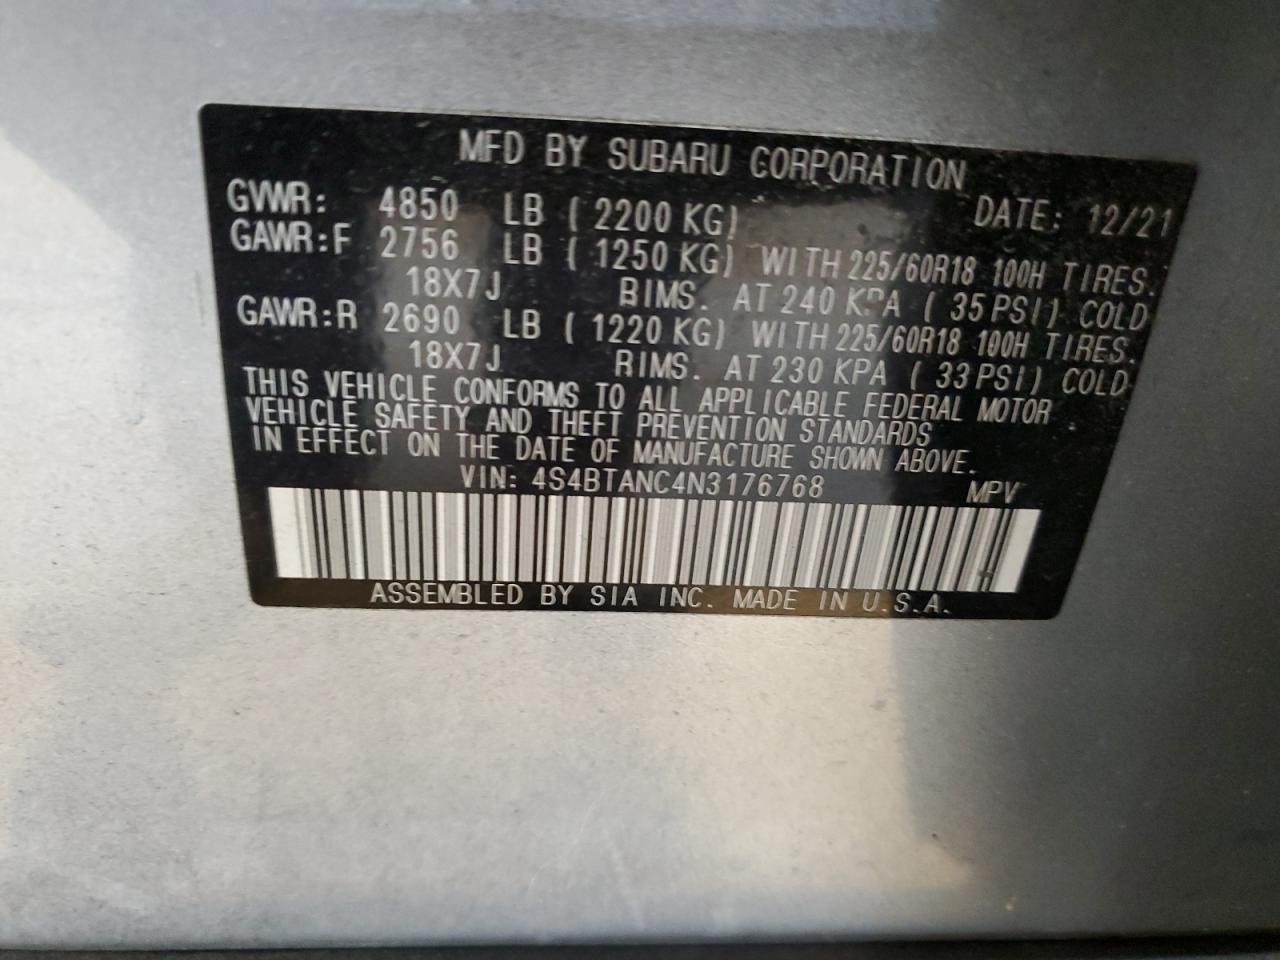 MFD BY SUBARU CORPORATION
GVWR: 4850 LB ( 2200 KG) DATE: 12/21
GAWR:F 2756 LB ( 1250 KG) WITH 225/60R18 100H TIRES.
18X7J RIMS. AT 240 KPA ( 35 PSI) COLD
GAWR:R 2690 LB ( 1220 KG) WITH 225/60R18 100H TIRES.
18X7J RIMS. AT 230 KPA ( 33 PSI) COLD
THIS VEHICLE CONFORMS TO ALL APPLICABLE FEDERAL MOTOR
VEHICLE SAFETY AND THEFT PREVENTION STANDARDS
IN EFFECT ON THE DATE OF MANUFACTURE SHOWN ABOVE.
VIN: 4S4BTANC4N3176768 MPV
ASSEMBLED BY SIA INC. MADE IN U.S.A.